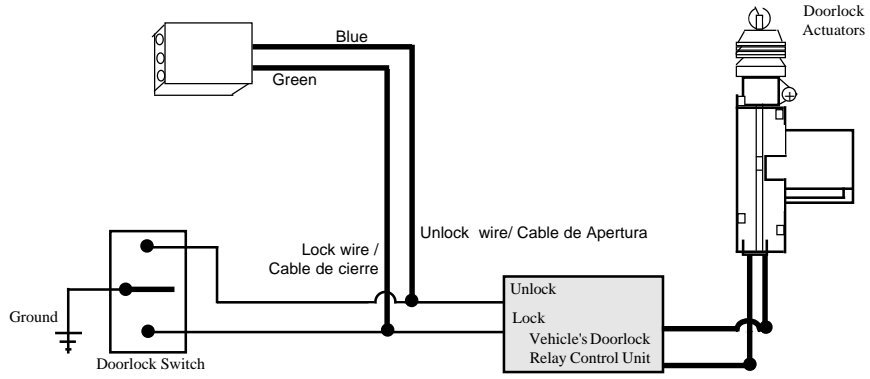 Doorlock
Actuators
Blue
Green
Unlock wire/ Cable de Apertura
Lock wire /
Cable de cierre
Unlock
Ground
Lock
Vehicle's Doorlock
Relay Control Unit
Doorlock Switch